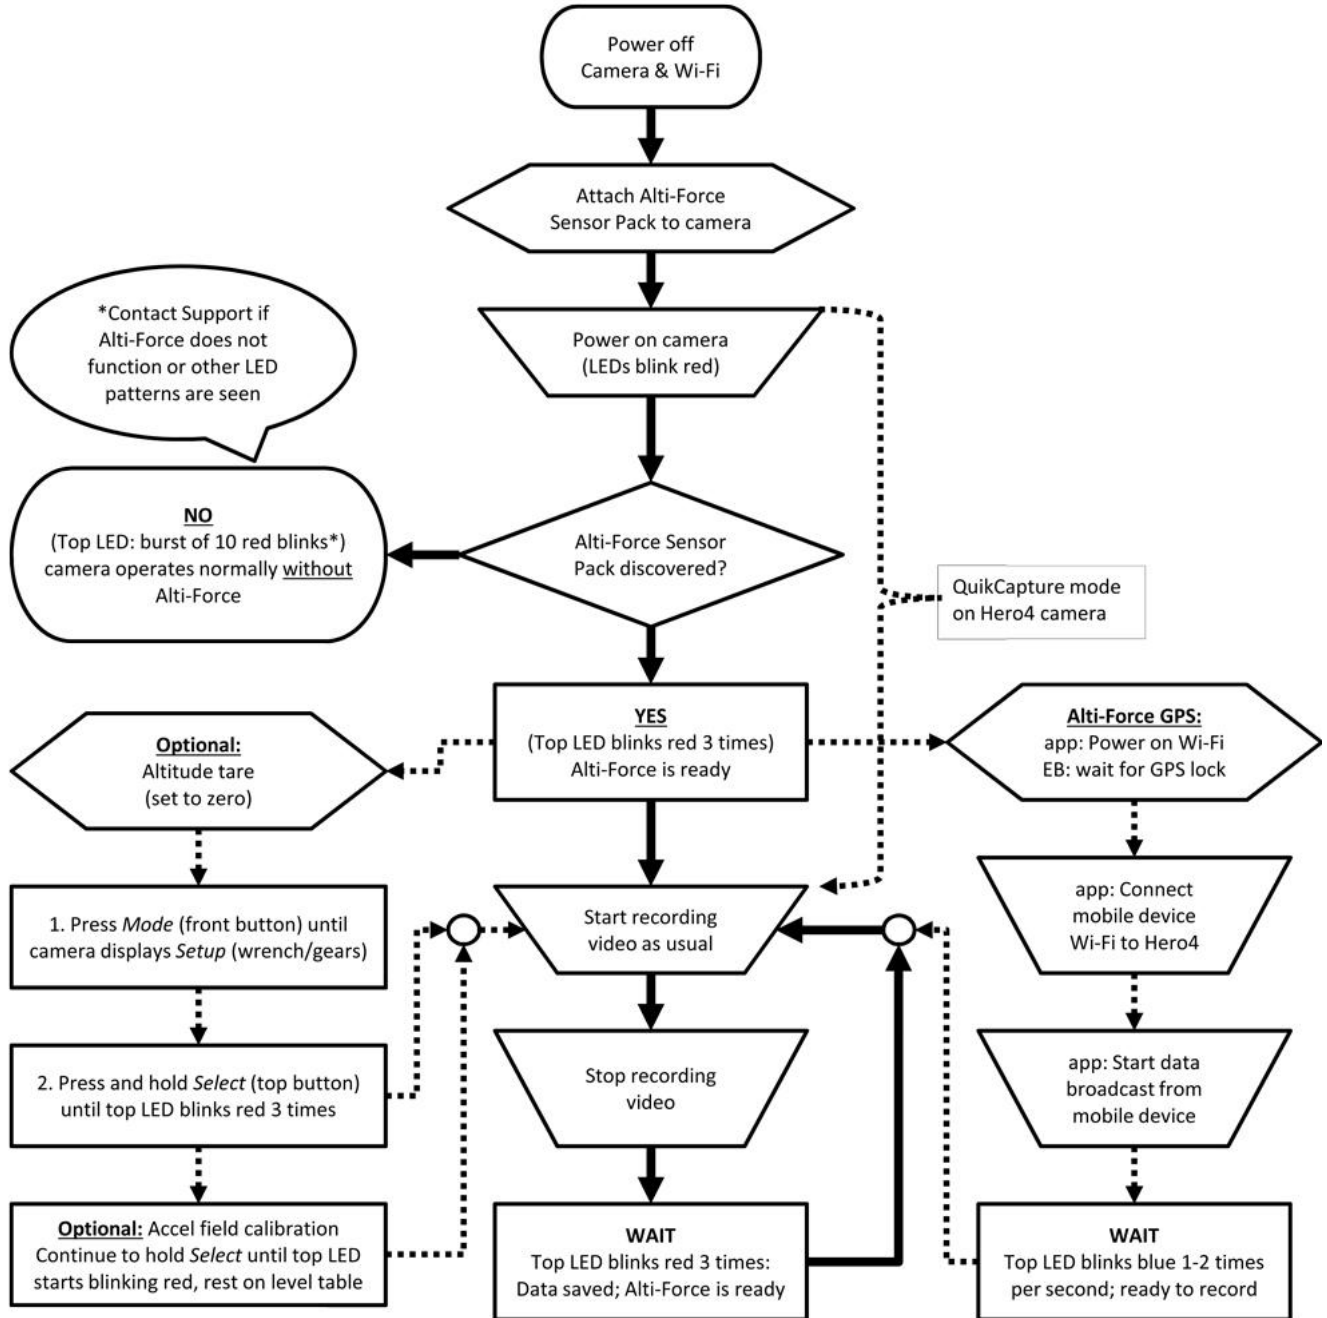 Power off
Camera & Wi-Fi
Attach Alti-Force
Sensor Pack to camera
*Contact Support if
Alti-Force does not
function or other LED
patterns are seen
Power on camera
(LEDs blink red)
NO
(Top LED: burst of 10 red blinks*)
camera operates normally without
Alti-Force
Alti-Force Sensor
Pack discovered?
QuikCapture mode
on Hero4 camera
Optional:
Altitude tare
(set to zero)
YES
(Top LED blinks red 3 times)
Alti-Force is ready
Alti-Force GPS:
app: Power on Wi-Fi
EB: wait for GPS lock
1. Press Mode (front button) until
camera displays Setup (wrench/gears)
Start recording
video as usual
app: Connect
mobile device
Wi-Fi to Hero4
2. Press and hold Select (top button)
until top LED blinks red 3 times
Stop recording
video
app: Start data
broadcast from
mobile device
Optional: Accel field calibration
Continue to hold Select until top LED
starts blinking red, rest on level table
WAIT
Top LED blinks red 3 times:
Data saved; Alti-Force is ready
WAIT
Top LED blinks blue 1-2 times
per second; ready to record